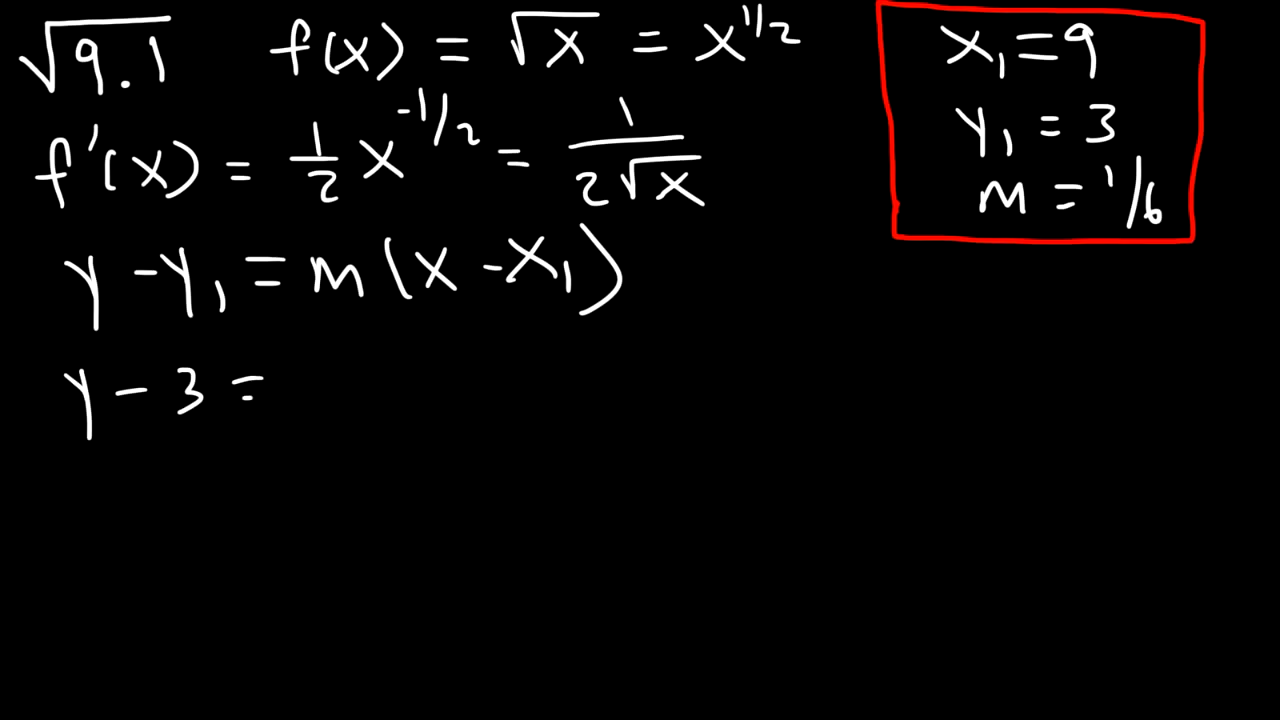 √9.1 f(x) = √x = x^1/2
f'(x) = 1/2 x^-1/2 = 1/2√x
y - y₁ = m(x - x₁)
y - 3 =
x₁ = 9
y₁ = 3
m = 1/6